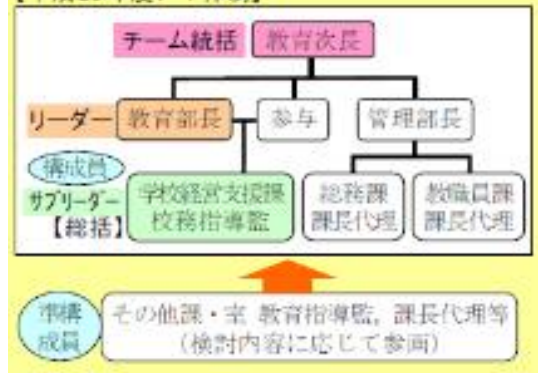 チーム統括 教育次長
リーダー 教育部長 参与 管理部長
構成員
サブリーダー
【総括】
学校経営支援課
校務指導監
総務課
課長代理
教職員課
課長代理
準構
成員
その他課・室 教育指導監，課長代理等
（検討内容に応じて参画）